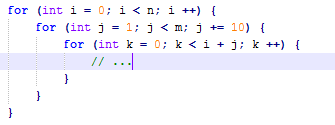 for (int i = 0; i < n; i ++) {
    for (int j = 1; j < m; j += 10) {
        for (int k = 0; k < i + j; k ++) {
            // ...
        }
    }
}